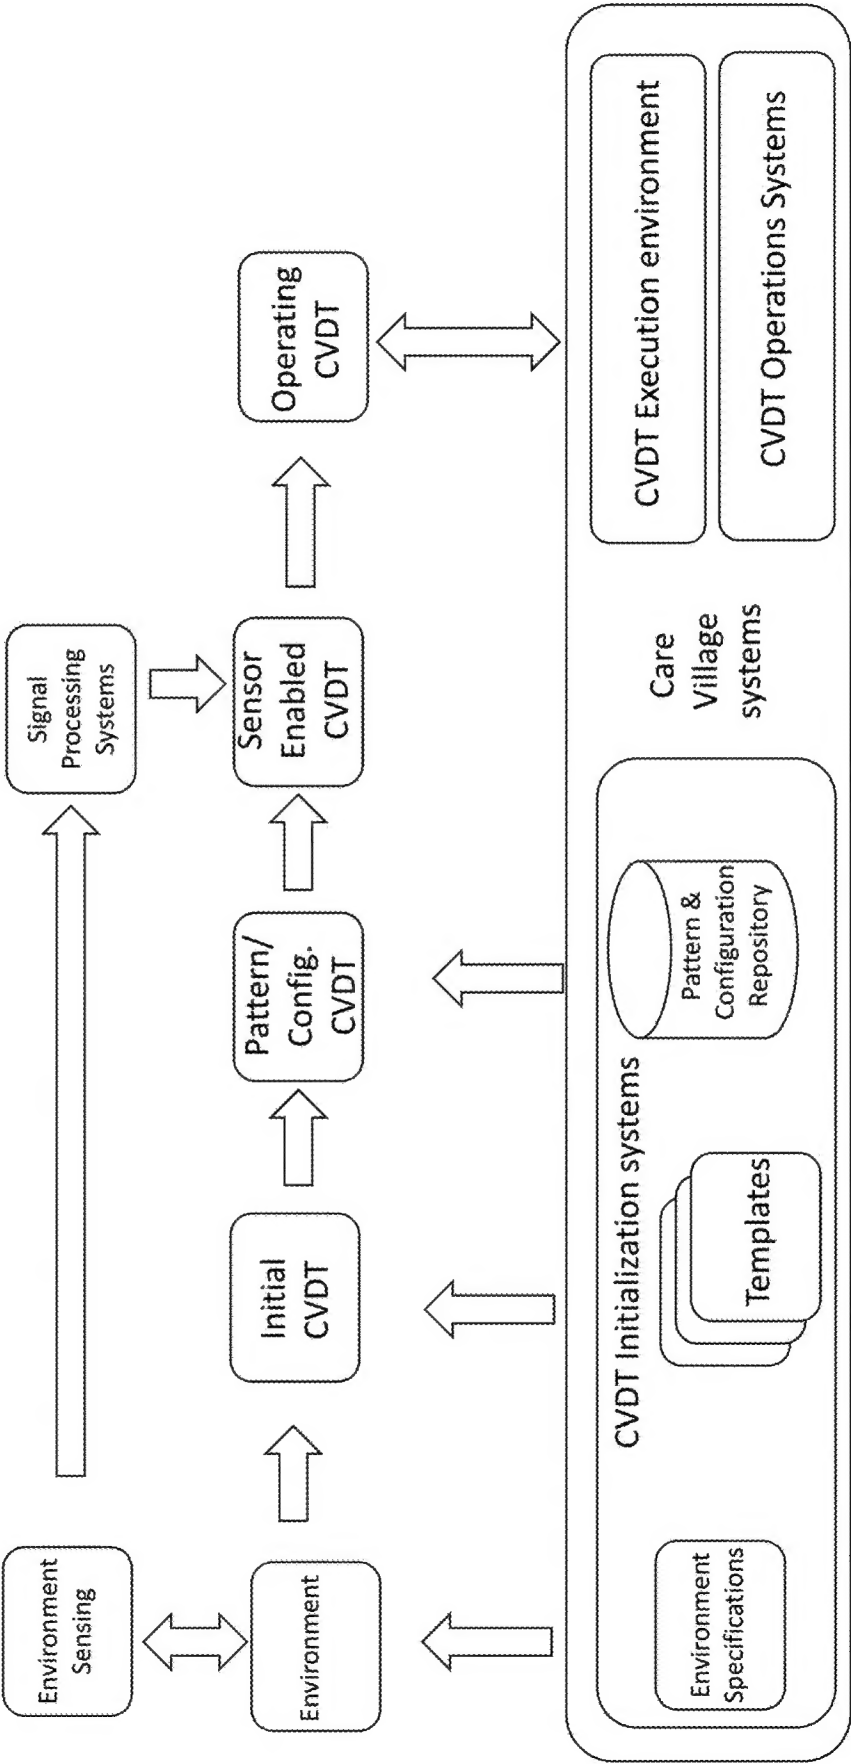 Environment
Sensing
Signal
Processing
Systems
Environment
Initial
CVDT
Pattern/
Config.
CVDT
Sensor
Enabled
CVDT
Operating
CVDT
CVDT Initialization systems
Environment
Specifications
Templates
Pattern &
Configuration
Repository
Care
Village
systems
CVDT Execution environment
CVDT Operations Systems